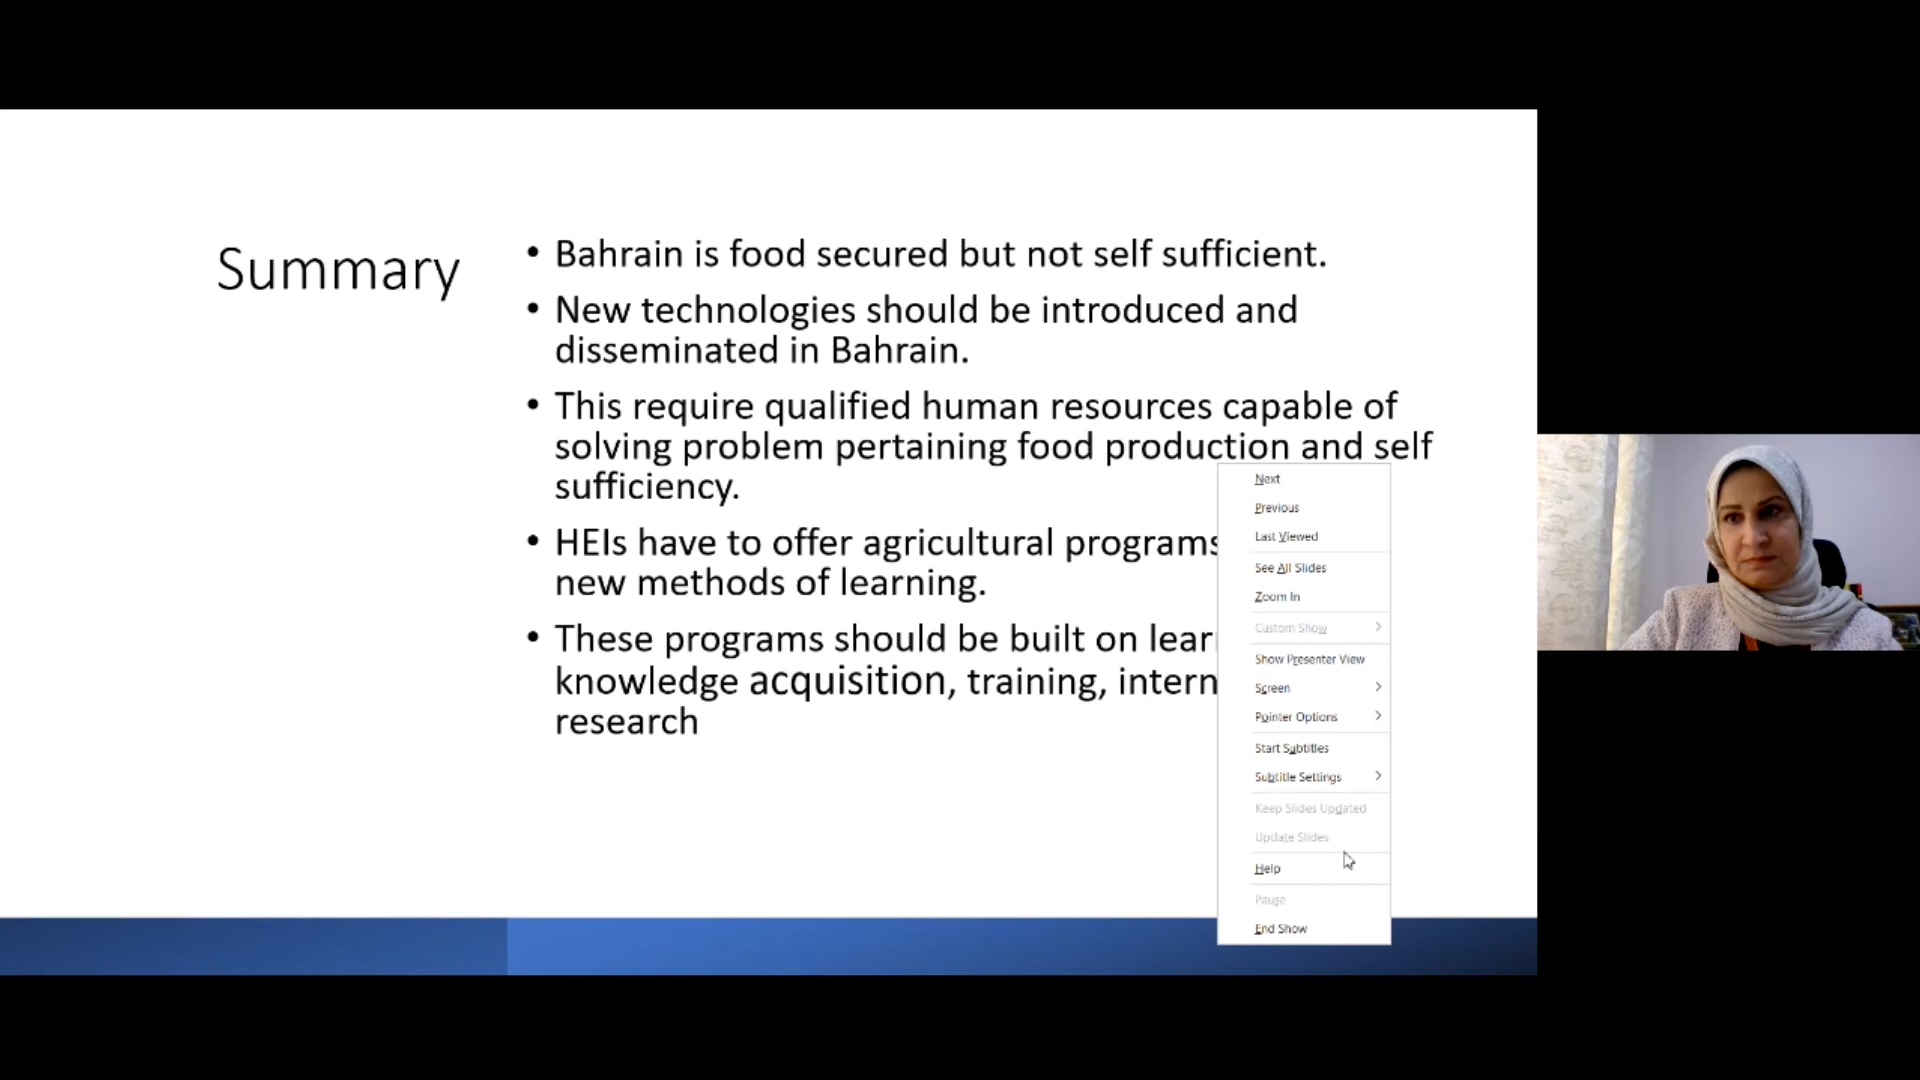 Summary
• Bahrain is food secured but not self sufficient.
• New technologies should be introduced and
disseminated in Bahrain.
• This require qualified human resources capable of
solving problem pertaining food production and self
sufficiency.
• HEIs have to offer agricultural programs
new methods of learning.
• These programs should be built on
knowledge acquisition, training,
research
Next
Previous
Last Viewed
See All Slides
Zoom In
Custom Show
Show Presenter View
Screen
Pointer Options
Start Subtitles
Subtitle Settings
Keep Slides Updated
Update Slides
Help
Pause
End Show